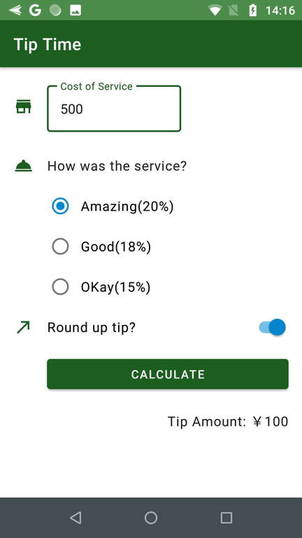 G
14:16
Tip Time
Cost of Service
500
How was the service?
Amazing(20%)
Good(18%)
OKay(15%)
Round up tip?
CALCULATE
Tip Amount: ￥100